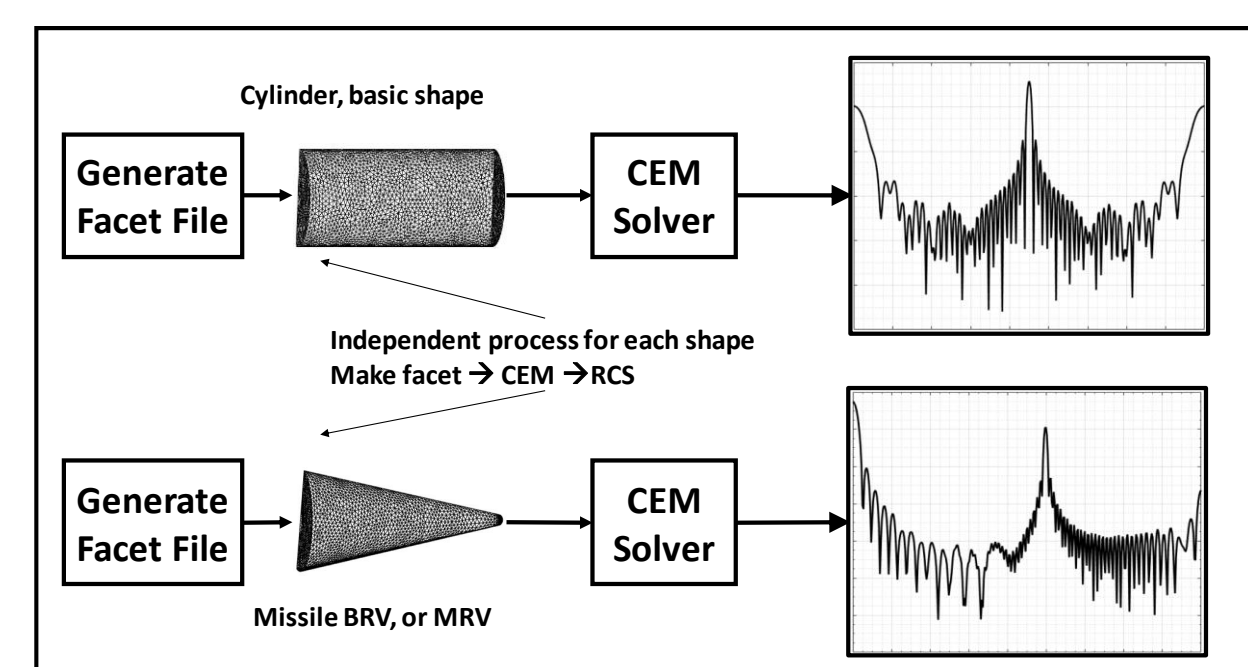 Cylinder, basic shape
Generate
Facet File
CEM
Solver
Independent process for each shape
Make facet → CEM →RCS
Generate
Facet File
CEM
Solver
Missile BRV, or MRV